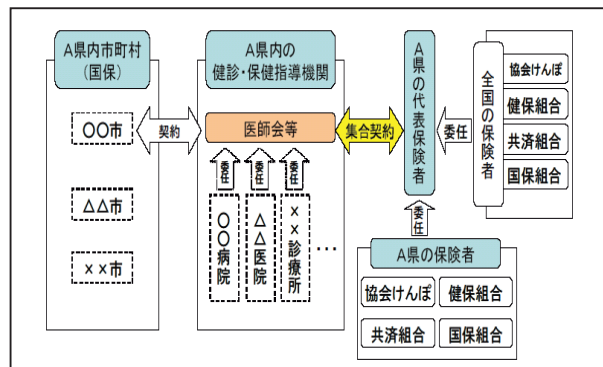 A県内市町村
(国保)
〇〇市
△△市
××市
契約
A県内の
健診・保健指導機関
医師会等
委任
委任
委任
〇〇病院
△△医院
××診療所
…
集合契約
A県の代表保険者
委任
全国の保険者
協会けんぽ
健保組合
共済組合
国保組合
委任
A県の保険者
協会けんぽ
健保組合
共済組合
国保組合